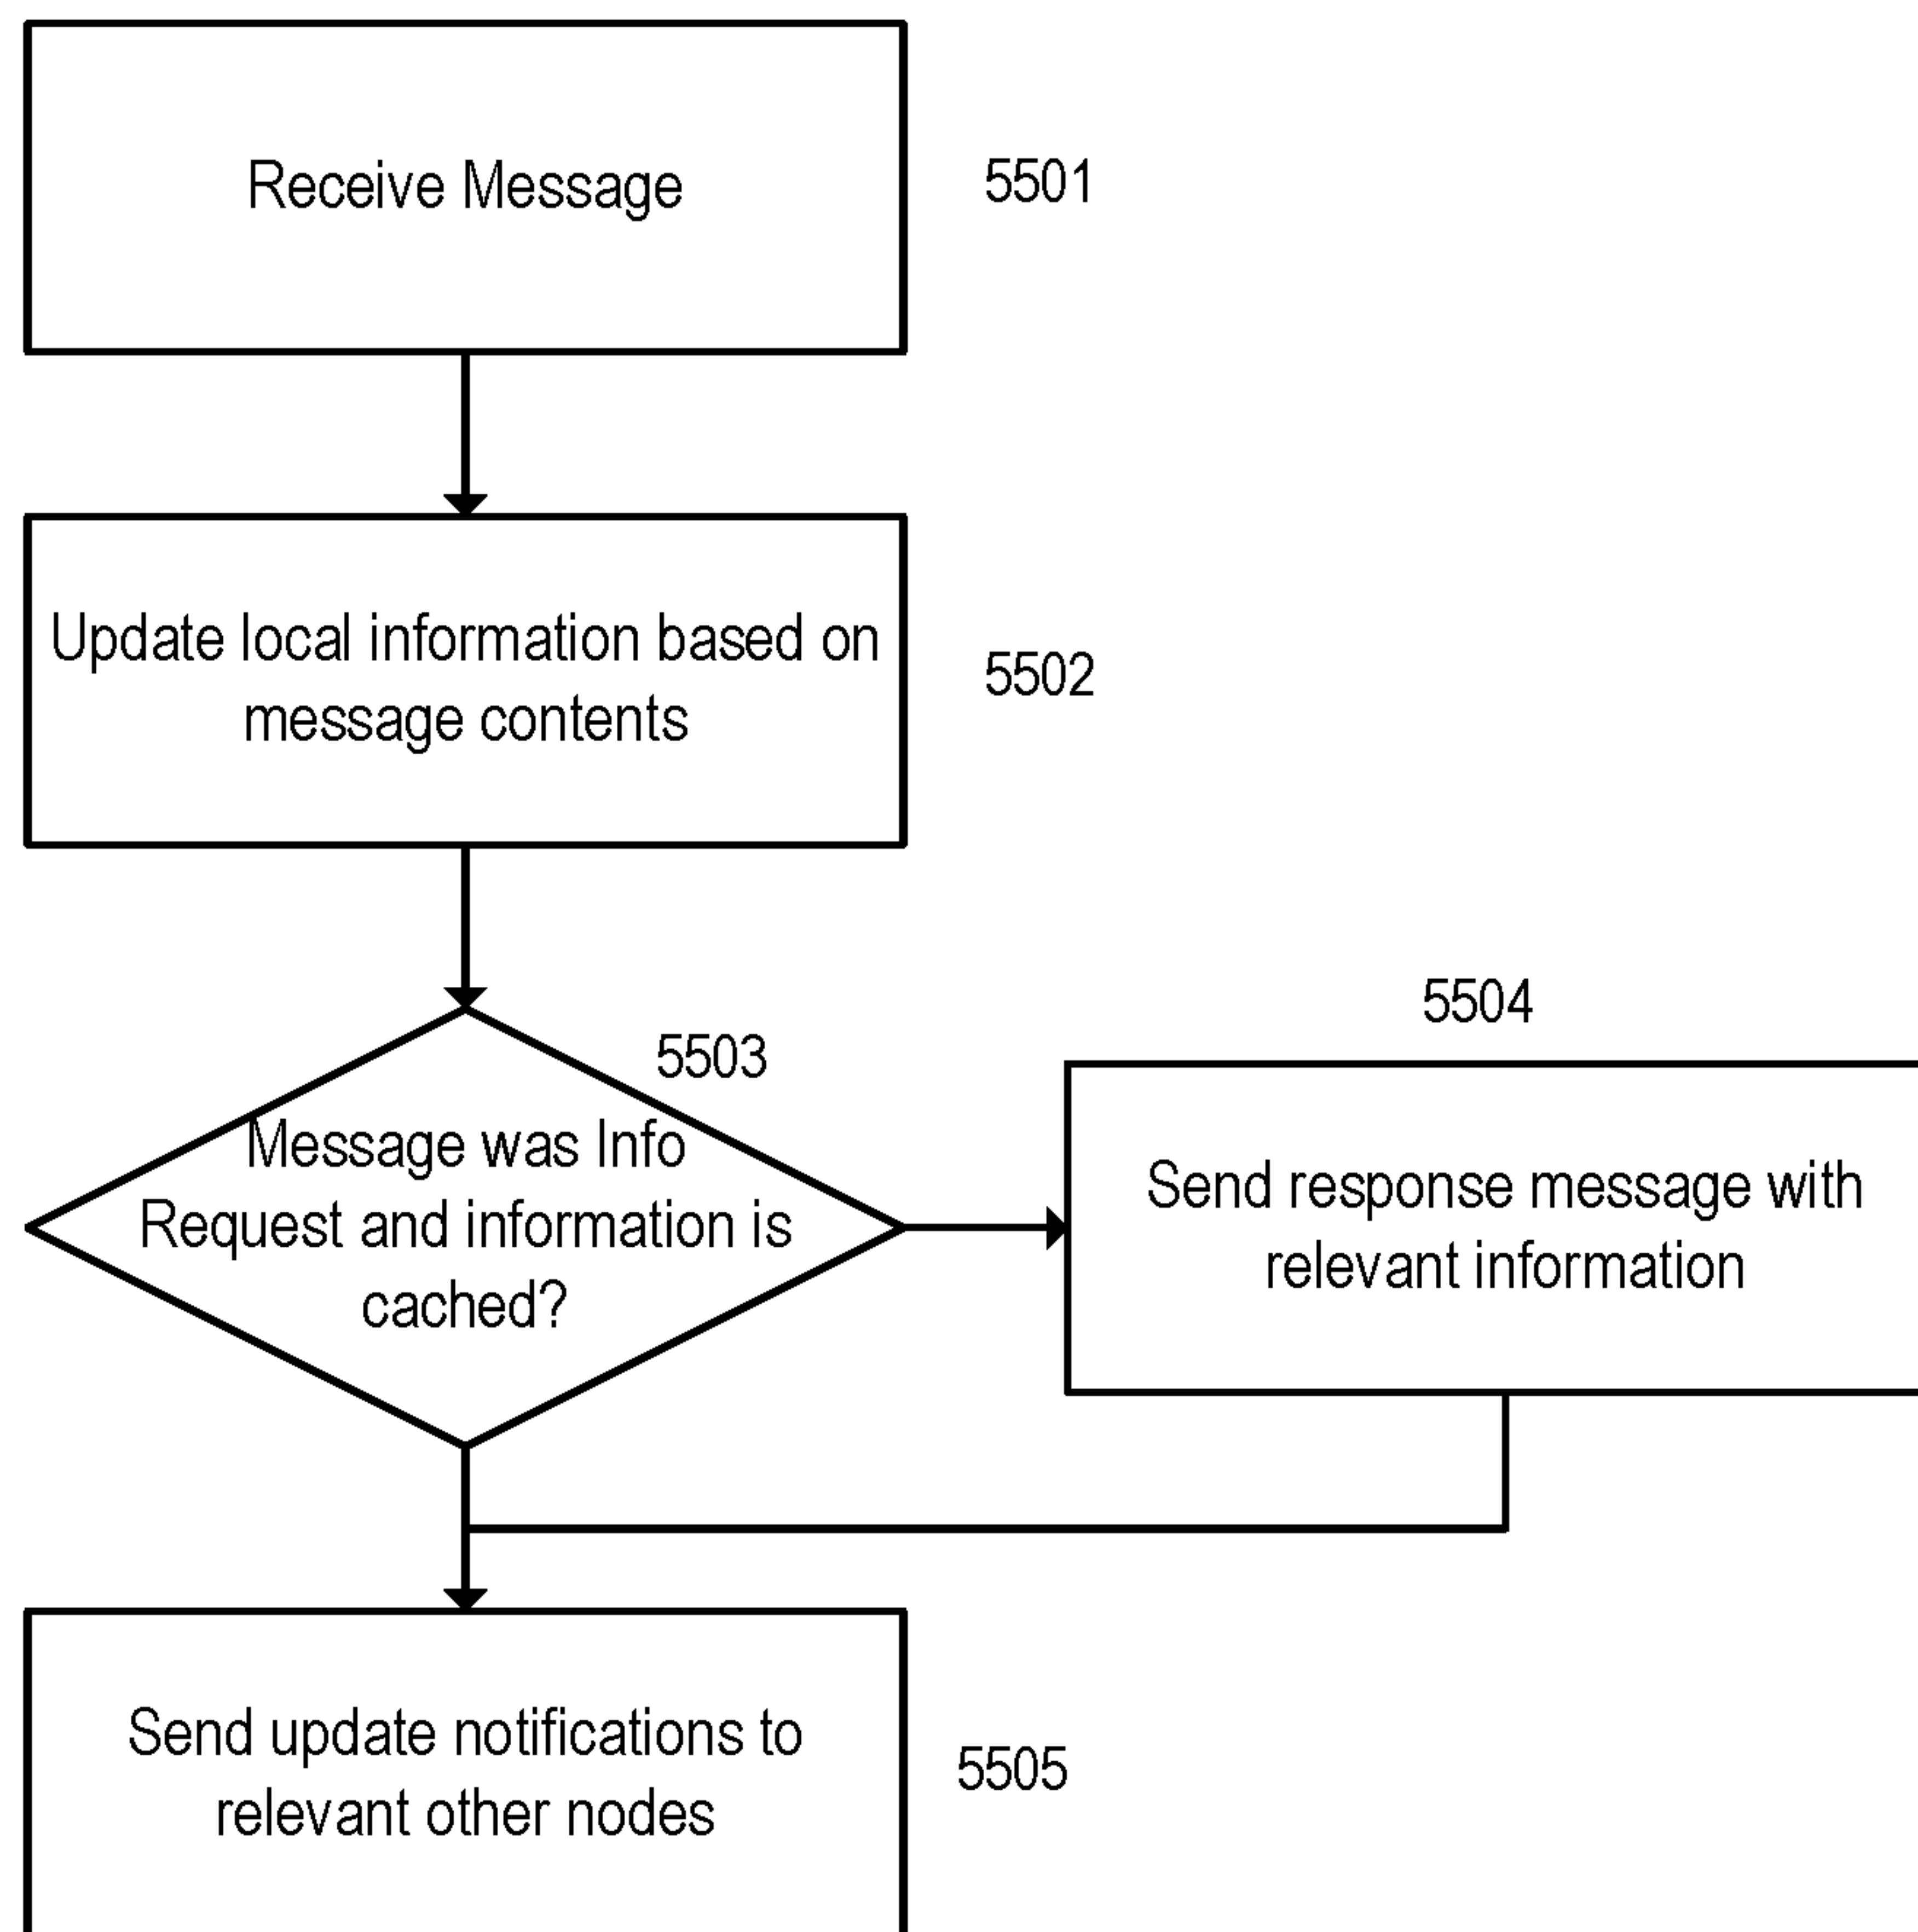 Receive Message
5501
Update local information based on
message contents
5502
5503
Message was Info
Request and information is
cached?
5504
Send response message with
relevant information
Send update notifications to
relevant other nodes
5505